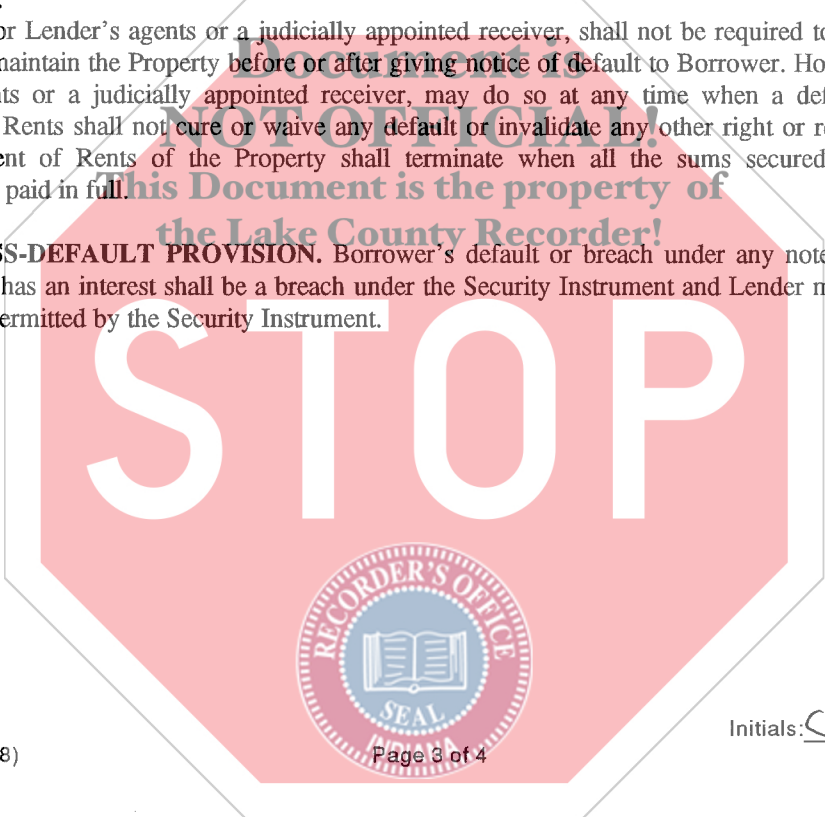 or Lender's agents or a judicially appointed receiver, shall not be required to
maintain the Property before or after giving notice of default to Borrower. Ho
nts or a judicially appointed receiver, may do so at any time when a def
Rents shall not cure or waive any default or invalidate any other right or r
ent of Rents of the Property shall terminate when all the sums secured
paid in full.
Document is
NOT OFFICIAL!
This Document is the property of
the Lake County Recorder!
SS-DEFAULT PROVISION. Borrower's default or breach under any note
has an interest shall be a breach under the Security Instrument and Lender m
ermitted by the Security Instrument.
STOP
RECORDER'S OFFICE
SEAL
INDIANA
Initials:
8)
Page 3 of 4